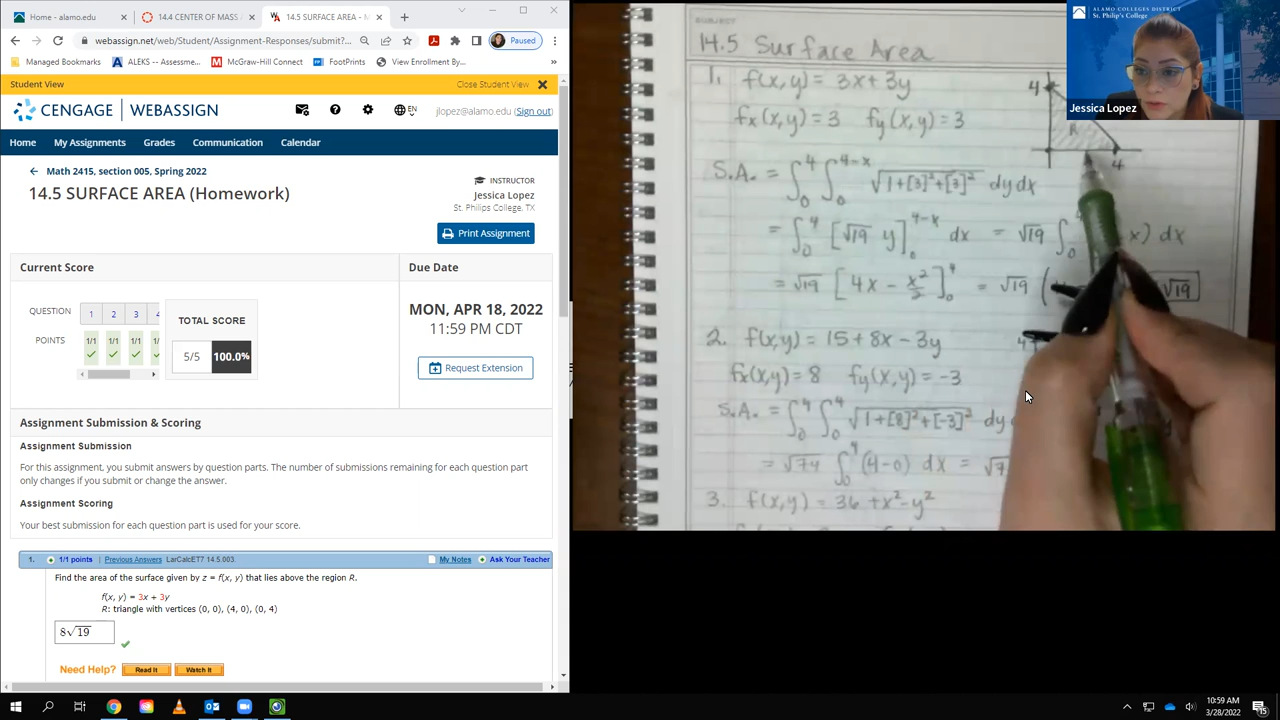 Home - alamo.edu
14.4 CENTER OF MASS
14.5 SURFACE AREA - M
webassign.net/web/Student/Assignment-Responses/submit?...
Paused
Managed Bookmarks
ALEKS -- Assessmen...
McGraw-Hill Connect
FootPrints
View Enrollment By...
Student View
Close Student View
CENGAGE | WEBASSIGN
EN
jlopez@alamo.edu (Sign out)
Home
My Assignments
Grades
Communication
Calendar
Math 2415, section 005, Spring 2022
14.5 SURFACE AREA (Homework)
INSTRUCTOR
Jessica Lopez
St. Philips College, TX
Print Assignment
Current Score
Due Date
QUESTION 1 2 3 4
POINTS 1/1 1/1 1/1
TOTAL SCORE
5/5 100.0%
MON, APR 18, 2022
11:59 PM CDT
Request Extension
Assignment Submission & Scoring
Assignment Submission
For this assignment, you submit answers by question parts. The number of submissions remaining for each question part
only changes if you submit or change the answer.
Assignment Scoring
Your best submission for each question part is used for your score.
1. 1/1 points | Previous Answers LarCalcET7 14.5.003. My Notes Ask Your Teacher
Find the area of the surface given by z = f(x, y) that lies above the region R.
f(x, y) = 3x + 3y
R: triangle with vertices (0, 0), (4, 0), (0, 4)
8√19
Need Help? Read It Watch It
SUBJECT
14.5 Surface Area
1. f(x,y) = 3x + 3y
fx(x,y) = 3 fy(x,y) = 3
4
R
4
S.A. = ∫₀⁴ ∫₀⁴⁻ˣ √1+[3]²+[3]² dy dx
= ∫₀⁴ [√19 y]₀⁴⁻ˣ dx = √19 ∫₀ x) dx
= √19 [4x - x²/2]₀⁴ = √19 ( √19
2. f(x,y) = 15 + 8x - 3y
4
fx(x,y) = 8 fy(x,y) = -3
S.A. = ∫₀⁴ ∫₀⁴ √1+[8]²+[-3]² dy
= √74 ∫₀⁴ (4-0) dx =
3. f(x,y) = 36 + x² - y²
ALAMO COLLEGES DISTRICT
St. Philip's College
Jessica Lopez
10:59 AM
3/28/2022
15